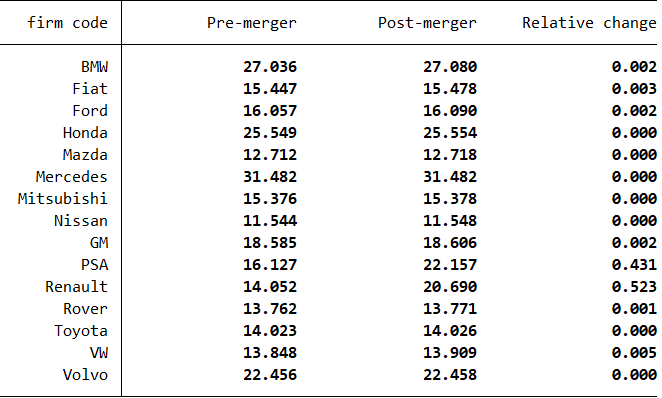 firm code Pre-merger Post-merger Relative change
BMW 27.036 27.080 0.002
Fiat 15.447 15.478 0.003
Ford 16.057 16.090 0.002
Honda 25.549 25.554 0.000
Mazda 12.712 12.718 0.000
Mercedes 31.482 31.482 0.000
Mitsubishi 15.376 15.378 0.000
Nissan 11.544 11.548 0.000
GM 18.585 18.606 0.002
PSA 16.127 22.157 0.431
Renault 14.052 20.690 0.523
Rover 13.762 13.771 0.001
Toyota 14.023 14.026 0.000
VW 13.848 13.909 0.005
Volvo 22.456 22.458 0.000